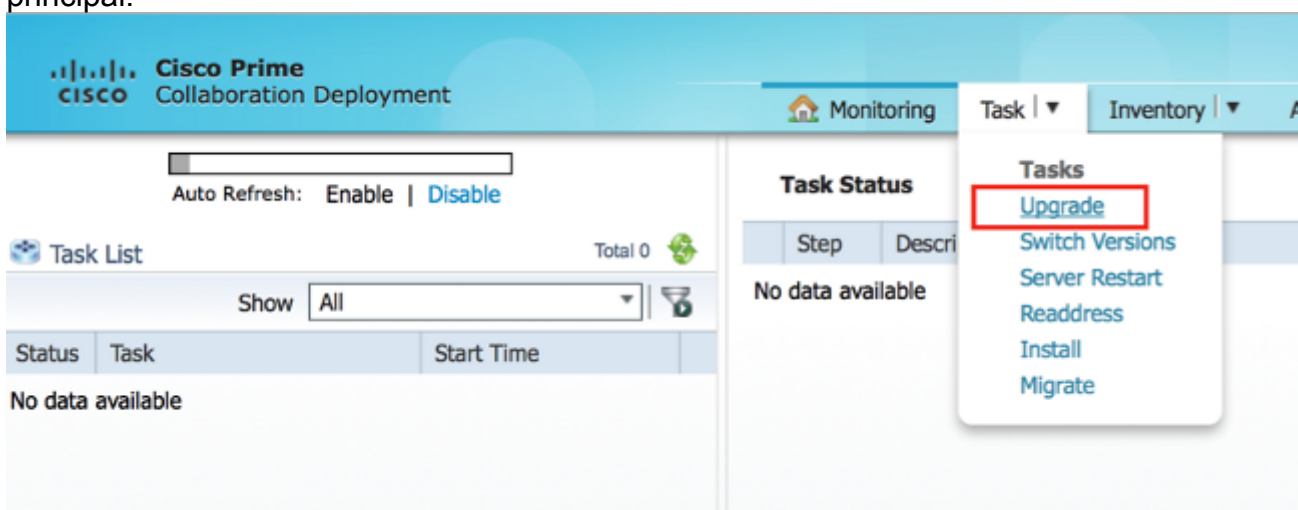 principal.
CISCO
Cisco Prime
Collaboration Deployment
Monitoring
Task
Inventory
A
Auto Refresh: Enable | Disable
Task List
Total 0
Show All
Status Task Start Time
No data available
Task Status
Step Descri
No data available
Tasks
Upgrade
Switch Versions
Server Restart
Readdress
Install
Migrate